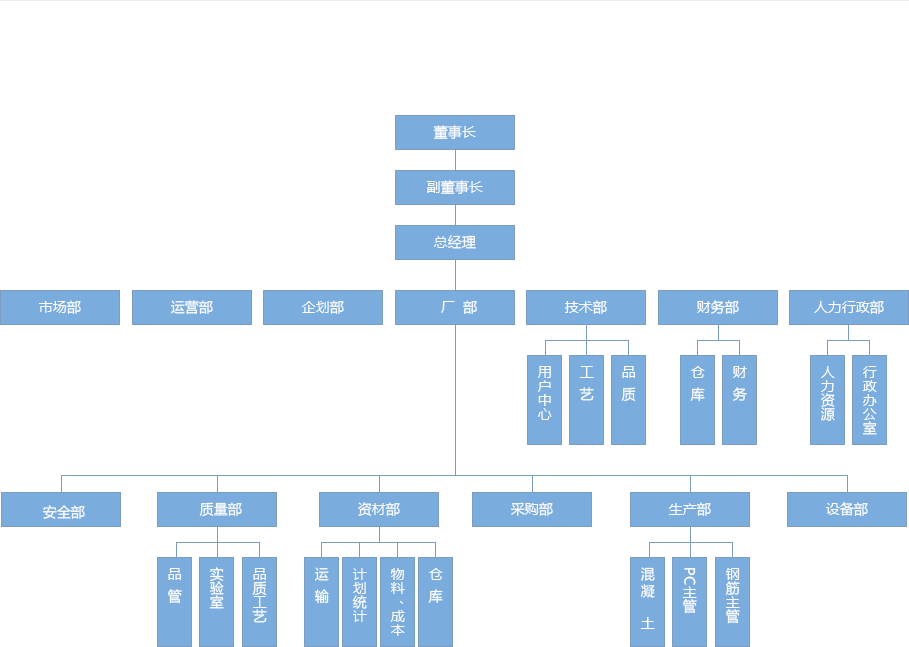 董事长
副董事长
总经理
市场部
运营部
企划部
厂 部
技术部
财务部
人力行政部
用户中心
工艺
品质
仓库
财务
人力资源
行政办公室
安全部
质量部
资材部
采购部
生产部
设备部
品管
实验室
品质工艺
运输
计划统计
物料、成本
仓库
混凝 土
PC主管
钢筋主管